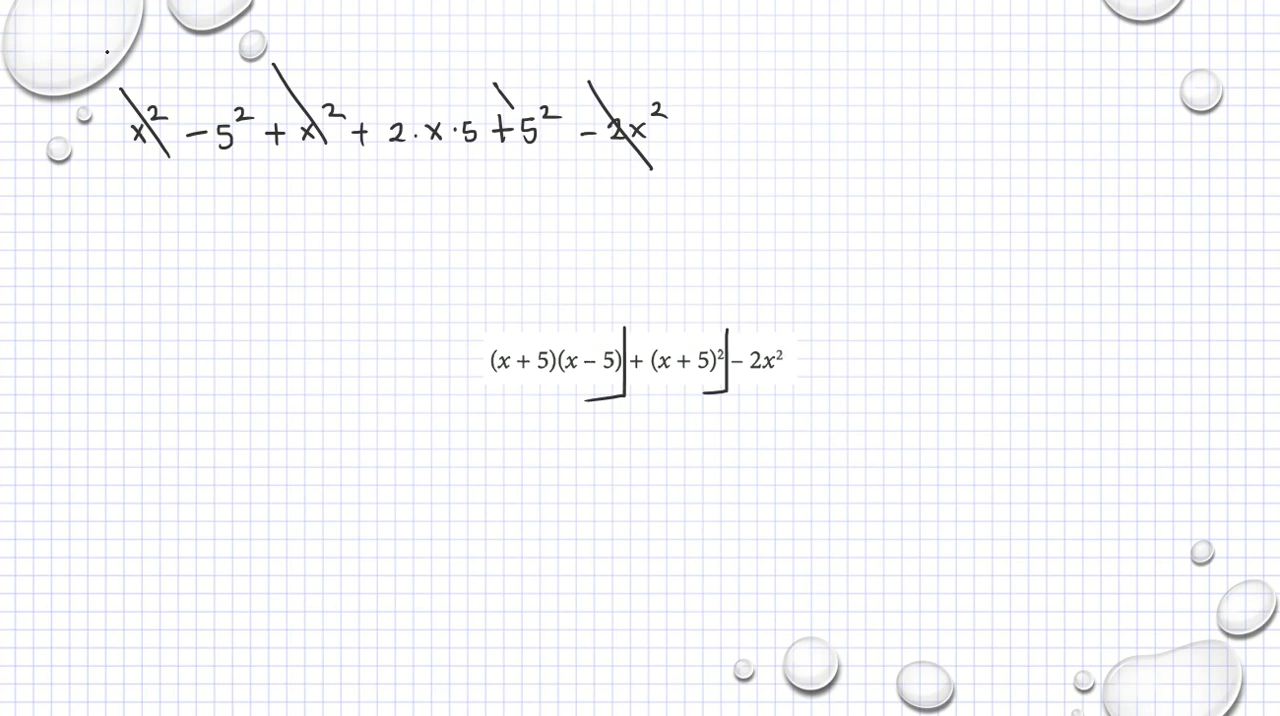 x² − 5² + x² + 2 · x · 5 + 5² − 2x²
(x + 5)(x − 5) + (x + 5)² − 2x²